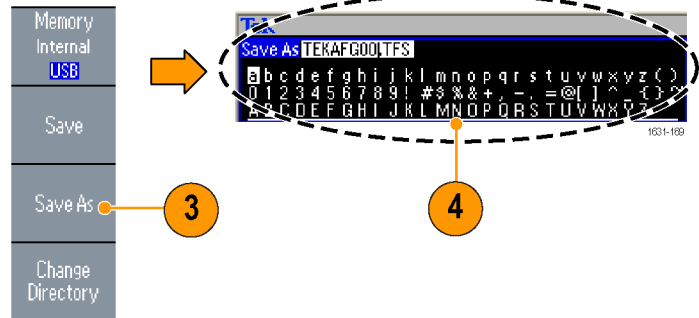 Memory
Internal
USB
Save
Save As
Change
Directory
3
Tek
Save As TEKAFG00.TFS
a b c d e f g h i j k l m n o p q r s t u v w x y z ( )
0 1 2 3 4 5 6 7 8 9 ! # $ % & + , - . = @ [ ] ^ _ { } ~
A B C D E F G H I J K L M N O P Q R S T U V W X Y Z
4
1631-169